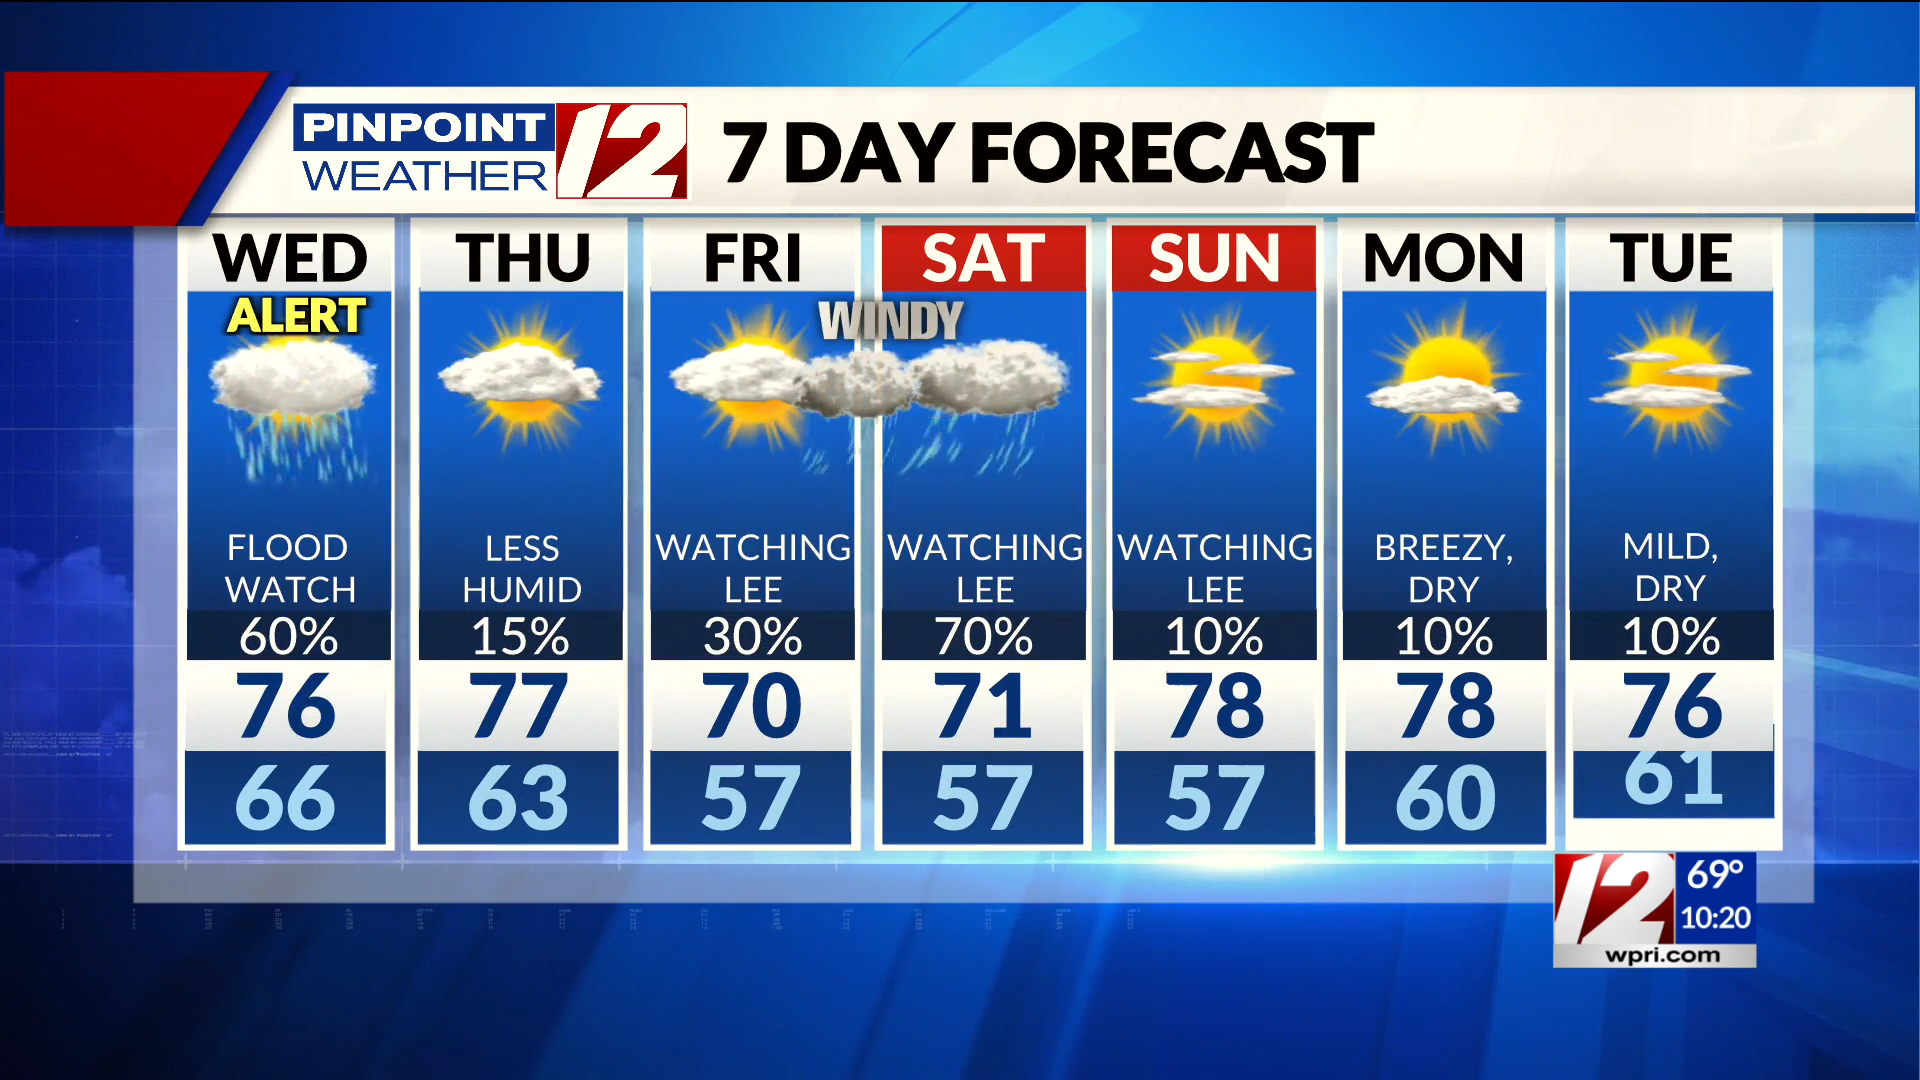 PINPOINT
WEATHER
12
7 DAY FORECAST
WED
THU
FRI
SAT
SUN
MON
TUE
ALERT
WINDY
FLOOD
WATCH
LESS
HUMID
WATCHING
LEE
WATCHING
LEE
WATCHING
LEE
BREEZY,
DRY
MILD,
DRY
60%
15%
30%
70%
10%
10%
10%
76
77
70
71
78
78
76
66
63
57
57
57
60
61
12
69°
10:20
wpri.com